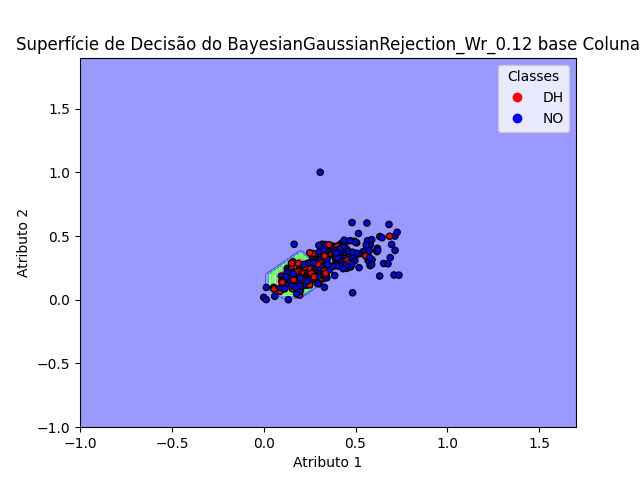 Superfície de Decisão do BayesianGaussianRejection_Wr_0.12 base Coluna
Classes
DH
NO
1.5
1.0
0.5
0.0
−0.5
−1.0
Atributo 2
−1.0 −0.5 0.0 0.5 1.0 1.5
Atributo 1